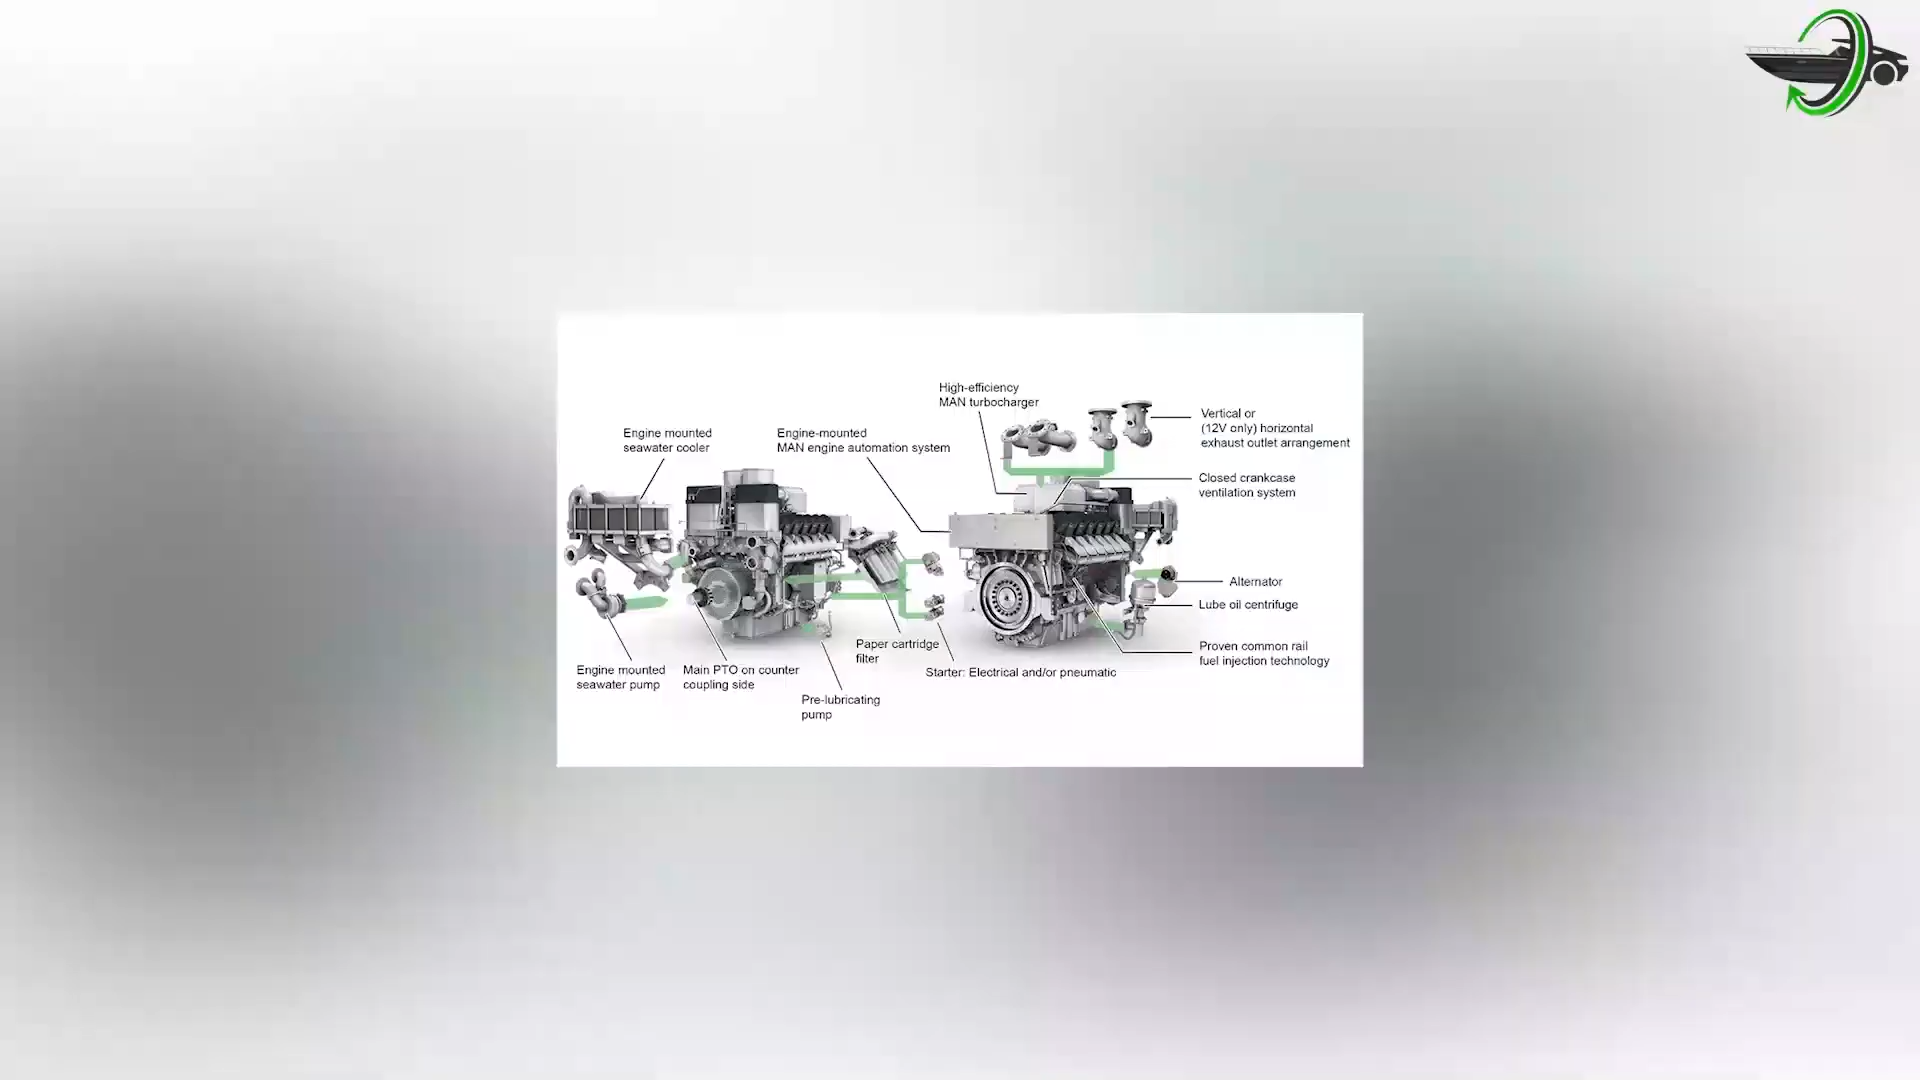 High-efficiency
MAN turbocharger
Vertical or
(12V only) horizontal
exhaust outlet arrangement
Engine mounted
seawater cooler
Engine-mounted
MAN engine automation system
Closed crankcase
ventilation system
Alternator
Lube oil centrifuge
Proven common rail
fuel injection technology
Paper cartridge
filter
Starter: Electrical and/or pneumatic
Engine mounted
seawater pump
Main PTO on counter
coupling side
Pre-lubricating
pump